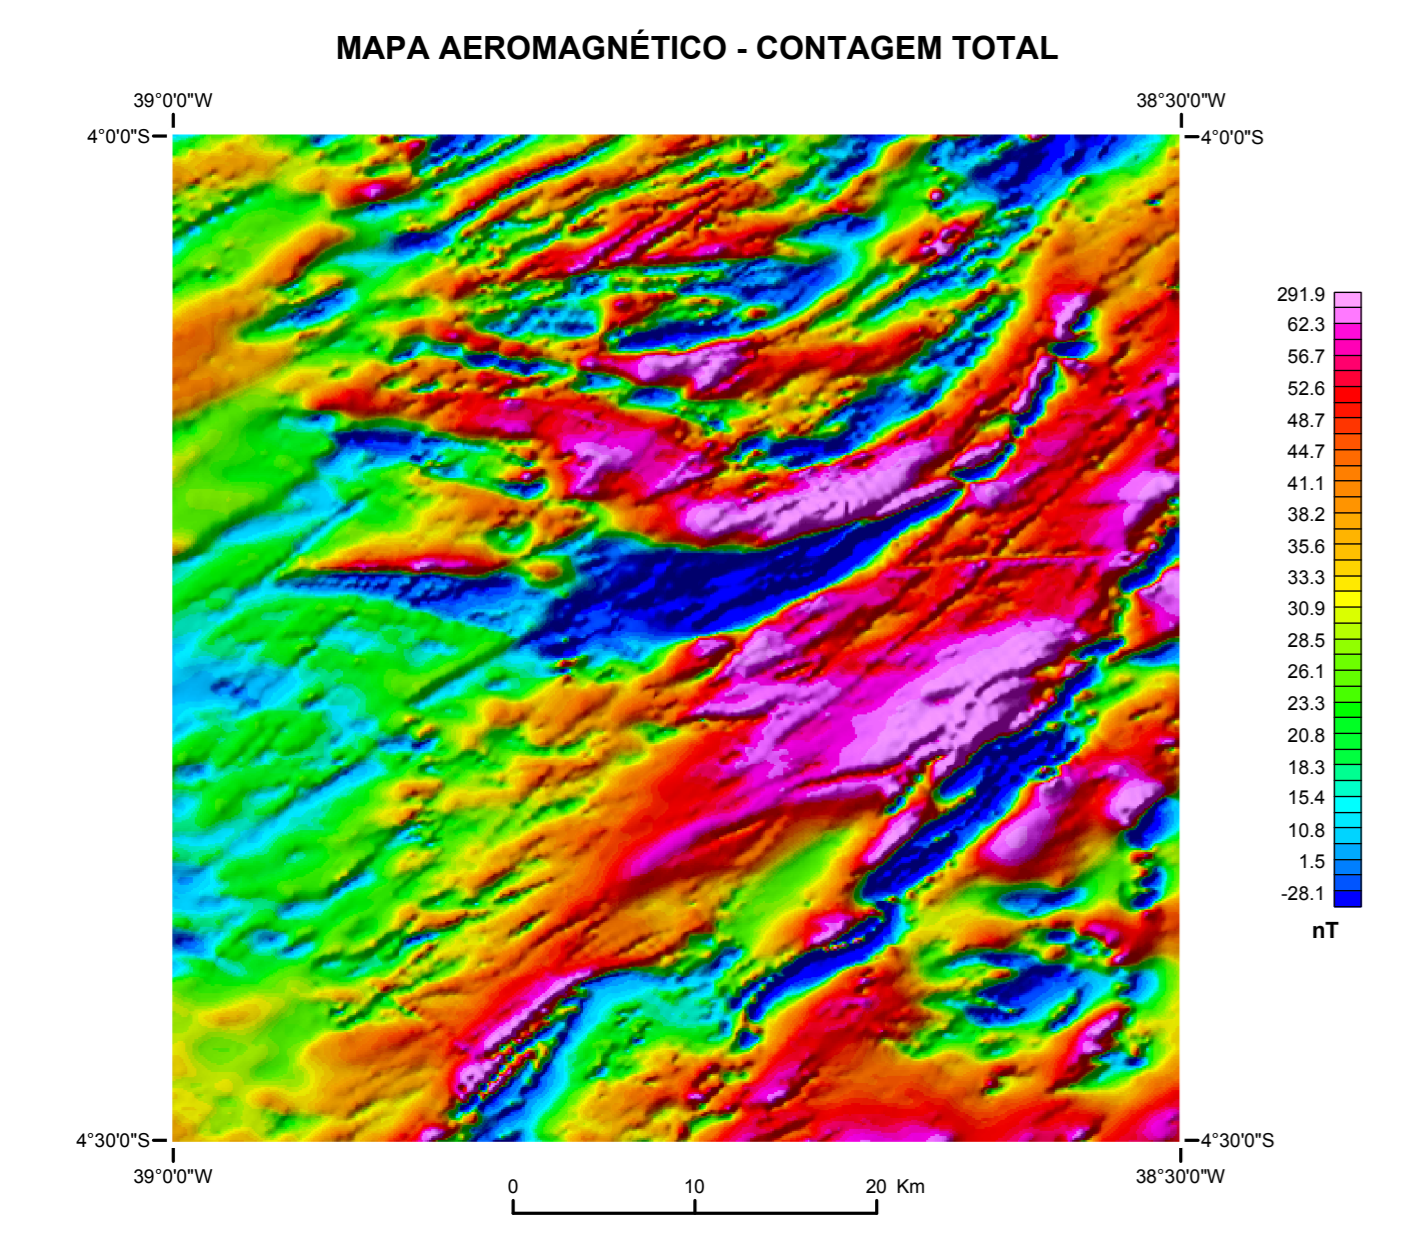 MAPA AEROMAGNÉTICO - CONTAGEM TOTAL
39°0'0"W
38°30'0"W
4°0'0"S
4°0'0"S
291.9
62.3
56.7
52.6
48.7
44.7
41.1
38.2
35.6
33.3
30.9
28.5
26.1
23.3
20.8
18.3
15.4
10.8
1.5
-28.1
nT
4°30'0"S
4°30'0"S
39°0'0"W
38°30'0"W
0 10 20 Km